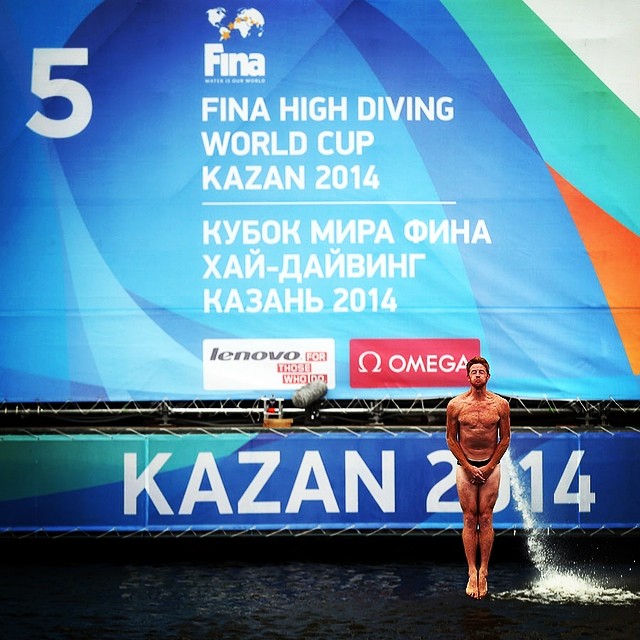 5
Fina
WATER IS OUR WORLD
FINA HIGH DIVING
WORLD CUP
KAZAN 2014
КУБОК МИРА ФИНА
ХАЙ-ДАЙВИНГ
КАЗАНЬ 2014
lenovo FOR THOSE WHO DO.
Ω OMEGA
KAZAN 2014